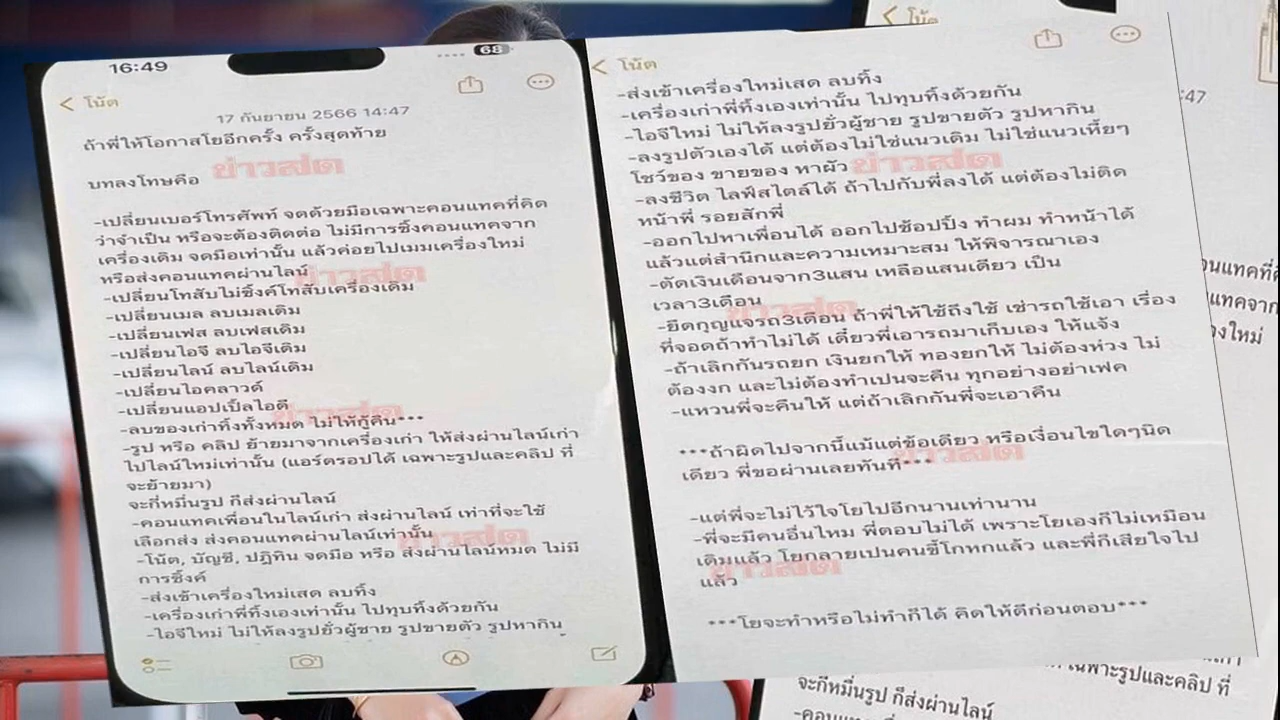 16:49
68
โน้ต
17 กันยายน 2566 14:47
ถ้าพี่ให้โอกาสโยอีกครั้ง ครั้งสุดท้าย
ข่าวสด
บทลงโทษคือ
-เปลี่ยนเบอร์โทรศัพท์ จดด้วยมือเฉพาะคอนแทคที่คิด
ว่าจำเป็น หรือจะต้องติดต่อ ไม่มีการซิ้งคอนแทคจาก
เครื่องเดิม จดมือเท่านั้น แล้วค่อยไปเมมเครื่องใหม่
หรือส่งคอนแทคผ่านไลน์
ข่าวสด
-เปลี่ยนโทสับไม่ซิ้งค์โทสับเครื่องเดิม
-เปลี่ยนเมล ลบเมลเดิม
-เปลี่ยนเฟส ลบเฟสเดิม
-เปลี่ยนไอจี ลบไอจีเดิม
-เปลี่ยนไลน์ ลบไลน์เดิม
-เปลี่ยนไอคลาวด์
-เปลี่ยนแอปเปิ้ลไอดี
ข่าวสด
-ลบของเก่าทิ้งทั้งหมด ไม่ให้กู้คืน***
-รูป หรือ คลิป ย้ายมาจากเครื่องเก่า ให้ส่งผ่านไลน์เก่า
ไปไลน์ใหม่เท่านั้น (แอร์ดรอปได้ เฉพาะรูปและคลิป ที่
จะย้ายมา)
จะกี่หมื่นรูป ก็ส่งผ่านไลน์
-คอนแทคเพื่อนในไลน์เก่า ส่งผ่านไลน์ เท่าที่จะใช้
เลือกส่ง ส่งคอนแทคผ่านไลน์เท่านั้น
ข่าวสด
-โน้ต, บัญชี, ปฏิทิน จดมือ หรือ ส่งผ่านไลน์หมด ไม่มี
การซิ้งค์
-ส่งเข้าเครื่องใหม่เสด ลบทิ้ง
-เครื่องเก่าพี่ทิ้งเองเท่านั้น ไปทุบทิ้งด้วยกัน
-ไอจีใหม่ ไม่ให้ลงรูปยั่วผู้ชาย รูปขายตัว รูปหากิน
โน้ต
-ส่งเข้าเครื่องใหม่เสด ลบทิ้ง
-เครื่องเก่าพี่ทิ้งเองเท่านั้น ไปทุบทิ้งด้วยกัน
-ไอจีใหม่ ไม่ให้ลงรูปยั่วผู้ชาย รูปขายตัว รูปหากิน
-ลงรูปตัวเองได้ แต่ต้องไม่ใช่แนวเดิม ไม่ใช่แนวเหี้ยๆ
โชว์ของ ขายของ หาผัว
ข่าวสด
-ลงชีวิต ไลฟ์สไตล์ได้ ถ้าไปกับพี่ลงได้ แต่ต้องไม่ติด
หน้าพี่ รอยสักพี่
-ออกไปหาเพื่อนได้ ออกไปช้อปปิ้ง ทำผม ทำหน้าได้
แล้วแต่สำนึกและความเหมาะสม ให้พิจารณาเอง
-ตัดเงินเดือนจาก3แสน เหลือแสนเดียว เป็น
เวลา3เดือน
ข่าวสด
-ยึดกุญแจรถ3เดือน ถ้าพี่ให้ใช้ถึงใช้ เช่ารถใช้เอา เรื่อง
ที่จอดถ้าทำไม่ได้ เดี๋ยวพี่เอารถมาเก็บเอง ให้แจ้ง
-ถ้าเลิกกันรถยก เงินยกให้ ทองยกให้ ไม่ต้องห่วง ไม่
ต้องงก และไม่ต้องทำเปนจะคืน ทุกอย่างอย่าเฟค
-แหวนพี่จะคืนให้ แต่ถ้าเลิกกันพี่จะเอาคืน
***ถ้าผิดไปจากนี้แม้แต่ข้อเดียว หรือเงื่อนไขใดๆนิด
เดียว พี่ขอผ่านเลยทันที***
ข่าวสด
-แต่พี่จะไม่ไว้ใจโยไปอีกนานเท่านาน
-พี่จะมีคนอื่นไหม พี่ตอบไม่ได้ เพราะโยเองก็ไม่เหมือน
เดิมแล้ว โยกลายเปนคนขี้โกหกแล้ว และพี่ก็เสียใจไป
แล้ว
ข่าวสด
***โยจะทำหรือไม่ทำก็ได้ คิดให้ดีก่อนตอบ***
โน้ต
:47
แทคจาก
งใหม่
เฉพาะรูปและคลิป ที่
จะกี่หมื่นรูป ก็ส่งผ่านไลน์